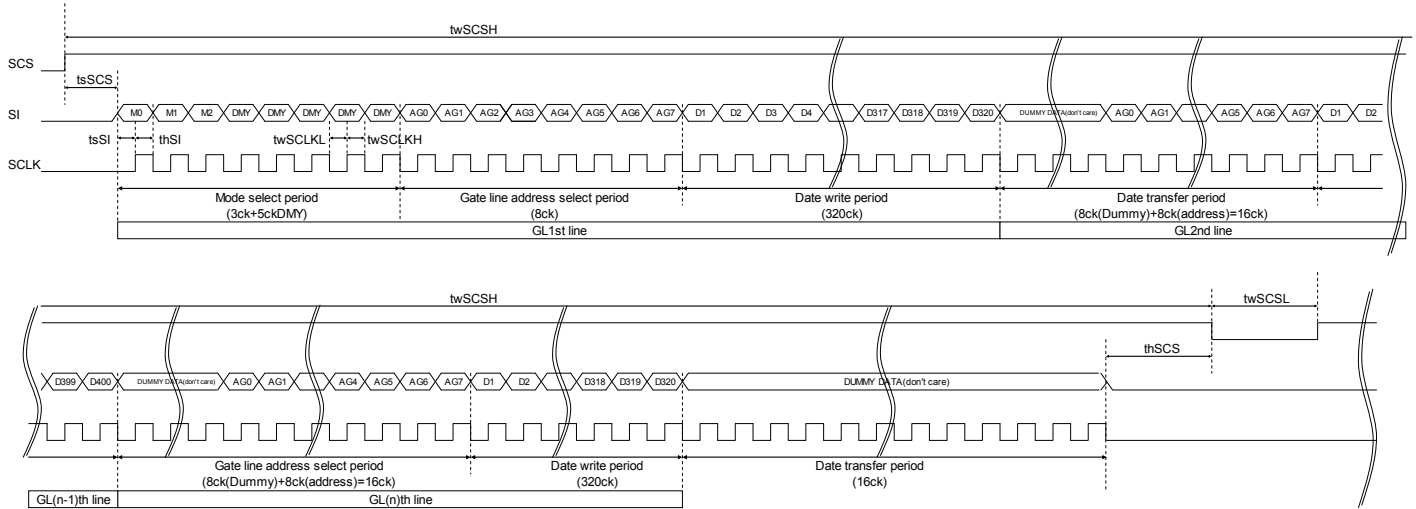 twSCSH
SCS
tsSCS
SI M0 M1 M2 DMY DMY DMY DMY DMY AG0 AG1 AG2 AG3 AG4 AG5 AG6 AG7 D1 D2 D3 D4 D317 D318 D319 D320 DUMMY DATA(don't care) AG0 AG1 AG5 AG6 AG7 D1 D2
tsSI thSI twSCLKL twSCLKH
SCLK
Mode select period Gate line address select period Date write period Date transfer period
(3ck+5ckDMY) (8ck) (320ck) (8ck(Dummy)+8ck(address)=16ck)
GL1st line GL2nd line
twSCSH twSCSL
thSCS
D399 D400 DUMMY DATA(don't care) AG0 AG1 AG4 AG5 AG6 AG7 D1 D2 D318 D319 D320 DUMMY DATA(don't care)
Gate line address select period Date write period Date transfer period
(8ck(Dummy)+8ck(address)=16ck) (320ck) (16ck)
GL(n-1)th line GL(n)th line